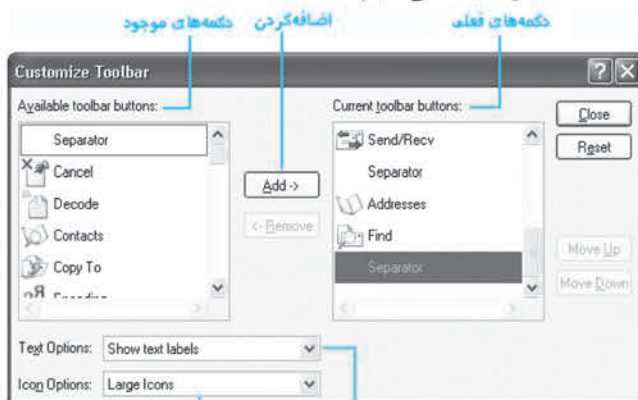 دکمه‌های موجود
اضافه‌کردن
دکمه‌های فعلی
Customize Toolbar
Available toolbar buttons:
Current toolbar buttons:
Close
Reset
Separator
Cancel
Decode
Contacts
Copy To
Add ->
<- Remove
Send/Recv
Separator
Addresses
Find
Separator
Move Up
Move Down
Text Options: Show text labels
Icon Options: Large Icons